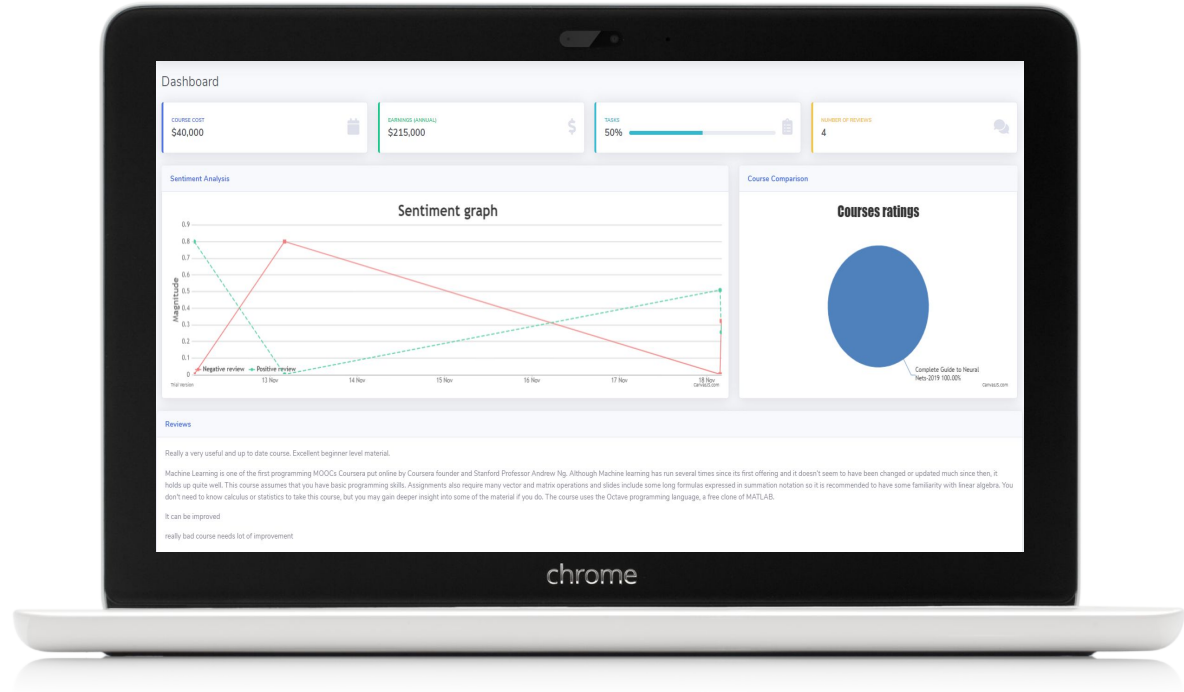 Dashboard
COURSE COST
$40,000
EARNINGS (ANNUAL)
$215,000
TASKS
50%
NUMBER OF REVIEWS
4
Sentiment Analysis
Sentiment graph
0.9
0.8
0.7
0.6
0.5
0.4
0.3
0.2
0.1
0
Magnitude
Negative review
Positive review
13 Nov
14 Nov
15 Nov
16 Nov
17 Nov
18 Nov
Trial Version
CanvasJS.com
Course Comparison
Courses ratings
Complete Guide to Neural
Nets-2019 100.00%
CanvasJS.com
Reviews
Really a very useful and up to date course. Excellent beginner level material.
Machine Learning is one of the first programming MOOCs Coursera put online by Coursera founder and Stanford Professor Andrew Ng. Although Machine learning has run several times since its first offering and it doesn't seem to have been changed or updated much since then, it
holds up quite well. This course assumes that you have basic programming skills. Assignments also require many vector and matrix operations and slides include some long formulas expressed in summation notation so it is recommended to have some familiarity with linear algebra. You
don't need to know calculus or statistics to take this course, but you may gain deeper insight into some of the material if you do. The course uses the Octave programming language, a free clone of MATLAB.
It can be improved
really bad course needs lot of improvement
chrome